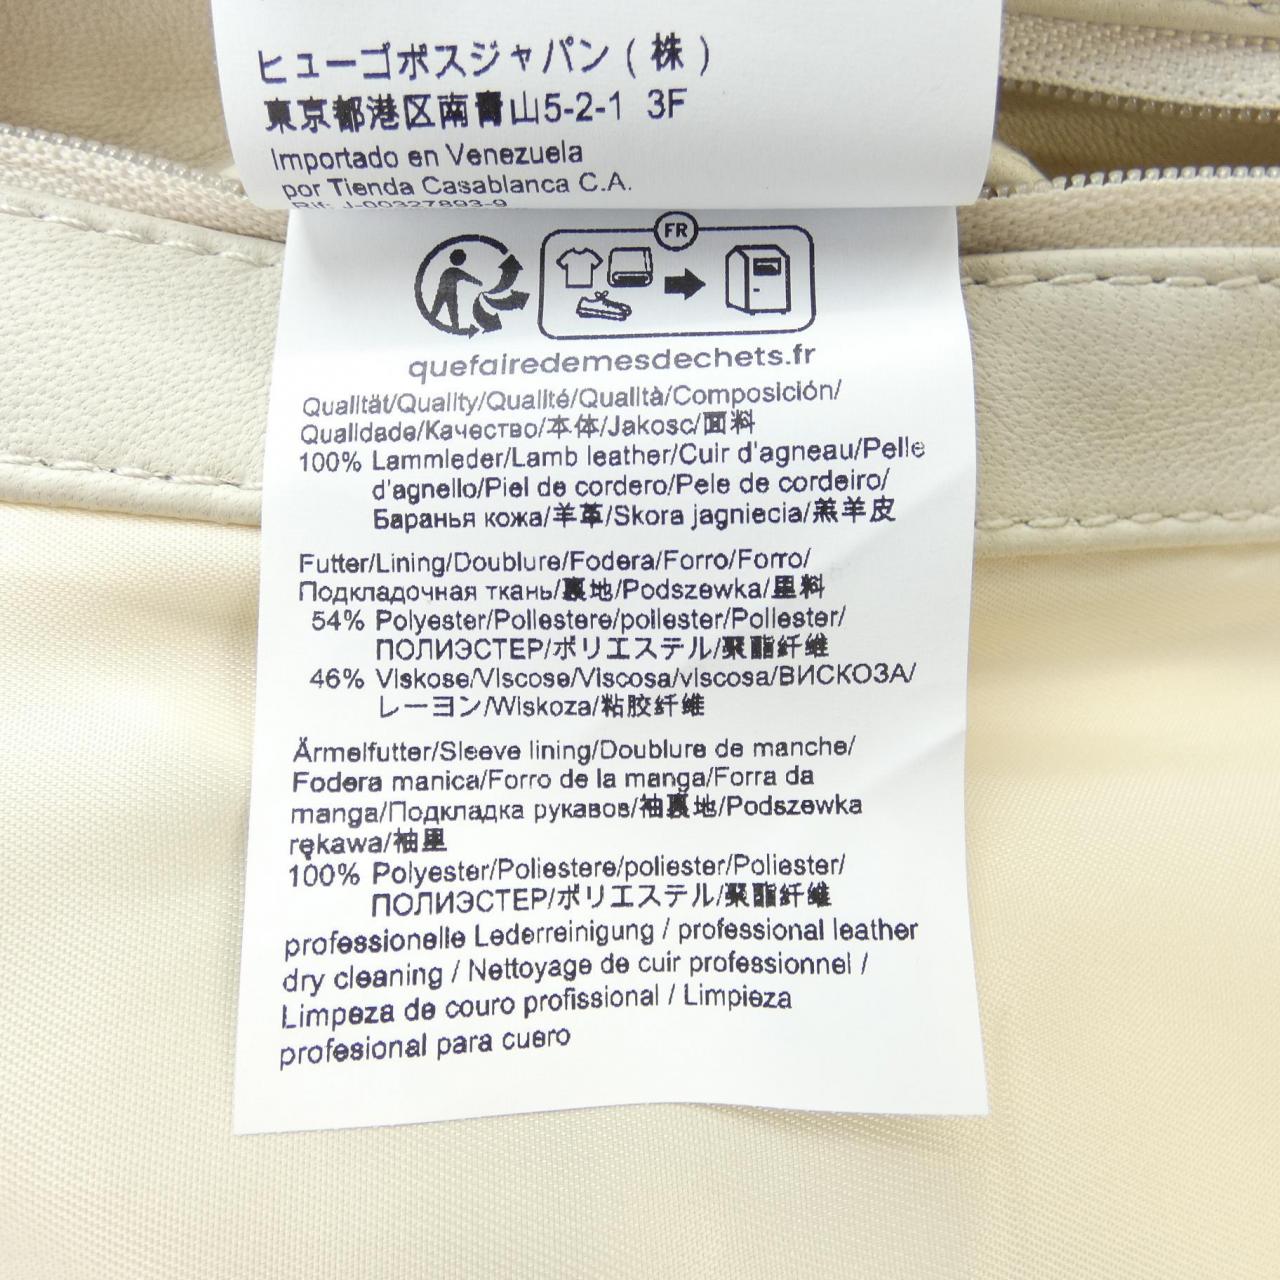 ヒューゴボスジャパン(株)
東京都港区南青山5-2-1 3F
Importado en Venezuela
por Tienda Casablanca C.A.
Rif: J-00327893-9
FR
quefairedemesdechets.fr
Qualität/Quality/Qualité/Qualità/Composición/
Qualidade/Качество/本体/Jakosc/面料
100% Lammleder/Lamb leather/Cuir d'agneau/Pelle
d'agnello/Piel de cordero/Pele de cordeiro/
Баранья кожа/羊革/Skora jagniecia/羔羊皮
Futter/Lining/Doublure/Fodera/Forro/Forro/
Подкладочная ткань/裏地/Podszewka/里料
54% Polyester/Poliestere/poliester/Poliester/
ПОЛИЭСТЕР/ポリエステル/聚酯纤维
46% Viskose/Viscose/Viscosa/viscosa/ВИСКОЗА/
レーヨン/Wiskoza/粘胶纤维
Ärmelfutter/Sleeve lining/Doublure de manche/
Fodera manica/Forro de la manga/Forra da
manga/Подкладка рукавов/袖裏地/Podszewka
rękawa/袖里
100% Polyester/Poliestere/poliester/Poliester/
ПОЛИЭСТЕР/ポリエステル/聚酯纤维
professionelle Lederreinigung / professional leather
dry cleaning / Nettoyage de cuir professionnel /
Limpeza de couro profissional / Limpieza
profesional para cuero